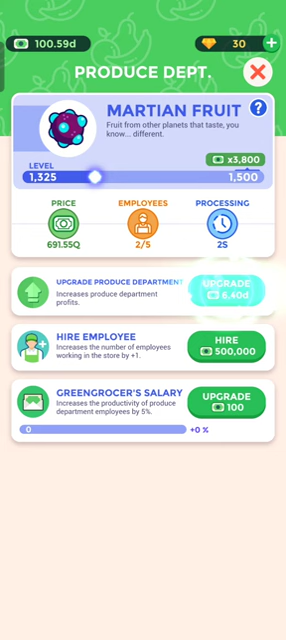 100.59d
30
PRODUCE DEPT.
MARTIAN FRUIT
Fruit from other planets that taste, you
know... different.
x3,800
LEVEL
1,325
1,500
PRICE
EMPLOYEES
PROCESSING
691.55Q
2/5
2S
UPGRADE PRODUCE DEPARTMENT
Increases produce department
profits.
UPGRADE
6.40d
HIRE EMPLOYEE
Increases the number of employees
working in the store by +1.
HIRE
500,000
GREENGROCER'S SALARY
Increases the productivity of produce
department employees by 5%.
UPGRADE
100
0
+0 %